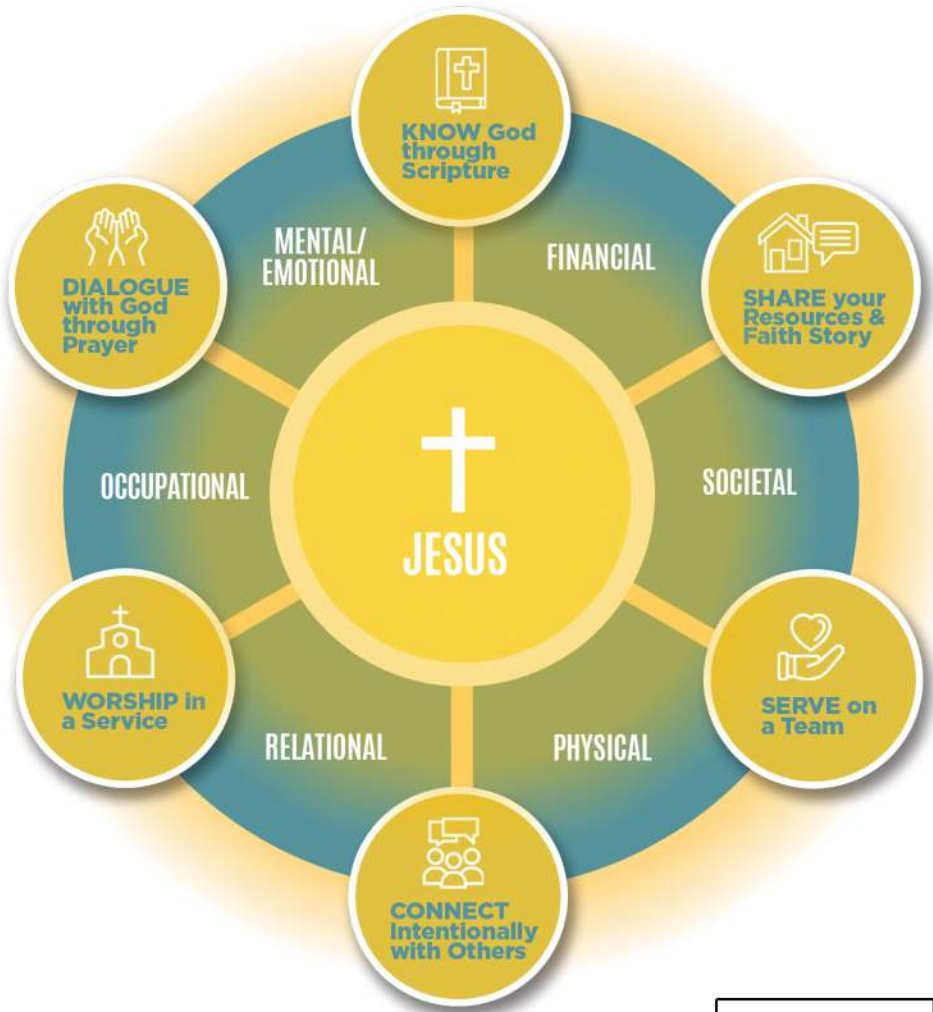 KNOW God
through
Scripture
DIALOGUE
with God
through
Prayer
MENTAL/
EMOTIONAL
FINANCIAL
SHARE your
Resources &
Faith Story
OCCUPATIONAL
JESUS
SOCIETAL
WORSHIP in
a Service
RELATIONAL
PHYSICAL
SERVE on
a Team
CONNECT
Intentionally
with Others